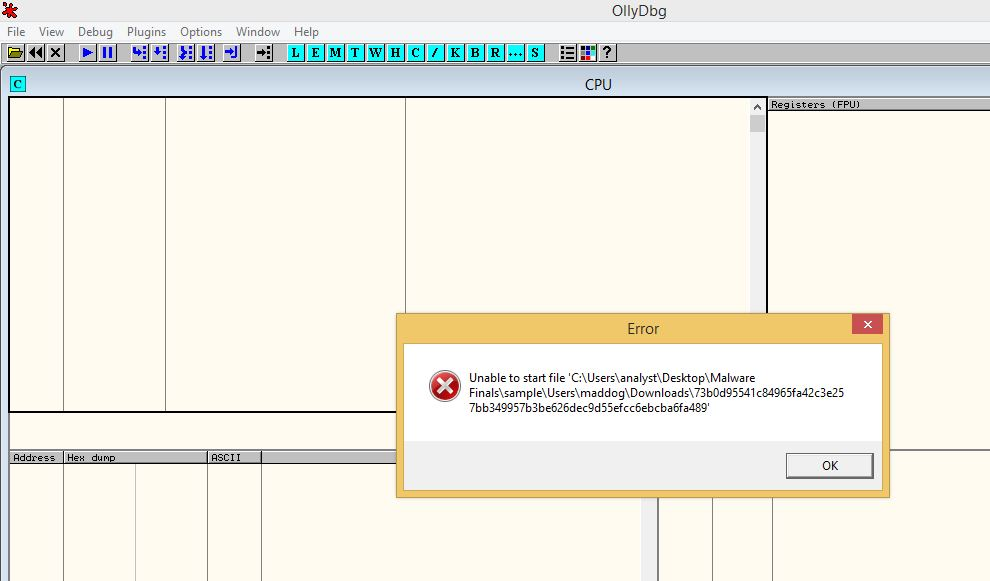 OllyDbg
File View Debug Plugins Options Window Help
L E M T W H C / K B R ... S ?
C CPU
Registers (FPU)
Error
Unable to start file 'C:\Users\analyst\Desktop\Malware
Finals\sample\Users\maddog\Downloads\73b0d95541c84965fa42c3e25
7bb349957b3be626dec9d55efcc6ebcba6fa489'
OK
Address Hex dump ASCII